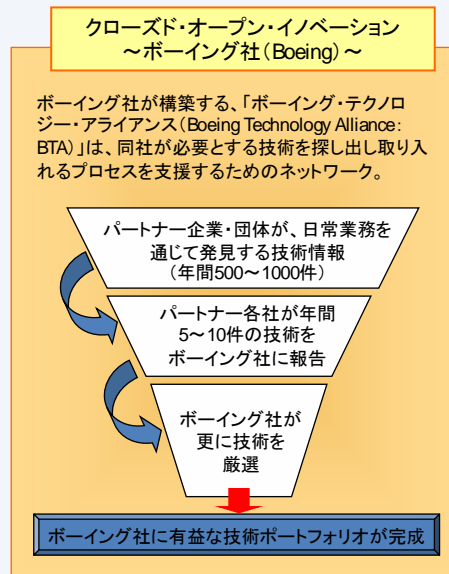 クローズド・オープン・イノベーション
～ボーイング社（Boeing）～
ボーイング社が構築する、「ボーイング・テクノロ
ジー・アライアンス（Boeing Technology Alliance：
BTA）」は、同社が必要とする技術を探し出し取り入
れるプロセスを支援するためのネットワーク。
パートナー企業・団体が、日常業務を
通じて発見する技術情報
（年間500～1000件）
パートナー各社が年間
5～10件の技術を
ボーイング社に報告
ボーイング社が
更に技術を
厳選
ボーイング社に有益な技術ポートフォリオが完成